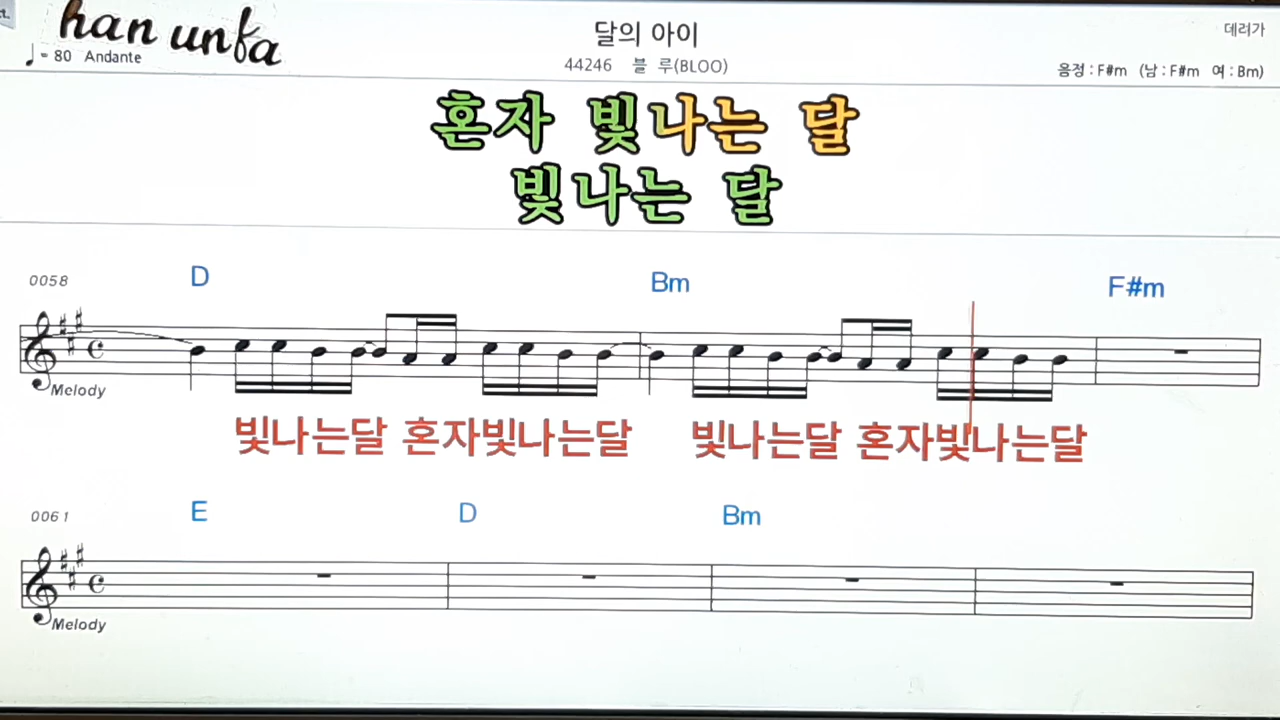 han unfa
♩= 80 Andante
달의 아이
44246 블 루(BLOO)
데려가
음정 : F#m (남 : F#m 여 : Bm)
혼자 빛나는 달
빛나는 달
0058
D Bm F#m
Melody
빛나는달 혼자빛나는달 빛나는달 혼자빛나는달
0061
E D Bm
Melody